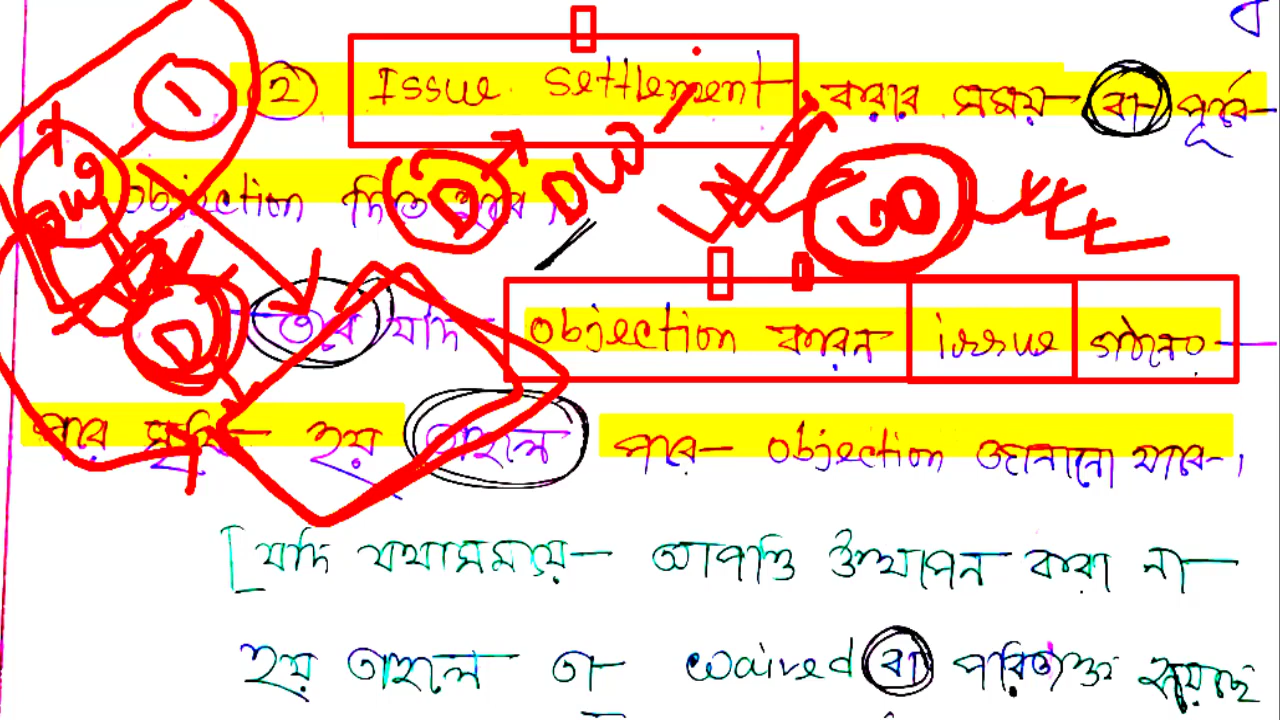 ② Issue settlement করার সময় বা পূর্বে
objection দিতে হবে।
তবে যদি objection কারন issue গঠনের
পরে সৃষ্টি হয় তাহলে পরে objection জানানো যাবে।
[যদি যথাসময়ে আপত্তি উত্থাপন করা না
হয় তাহলে তা waived বা পরিত্যক্ত হয়েছে